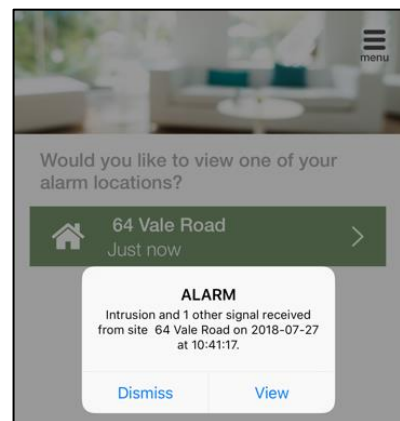 menu
Would you like to view one of your
alarm locations?
64 Vale Road
Just now
ALARM
Intrusion and 1 other signal received
from site 64 Vale Road on 2018-07-27
at 10:41:17.
Dismiss
View